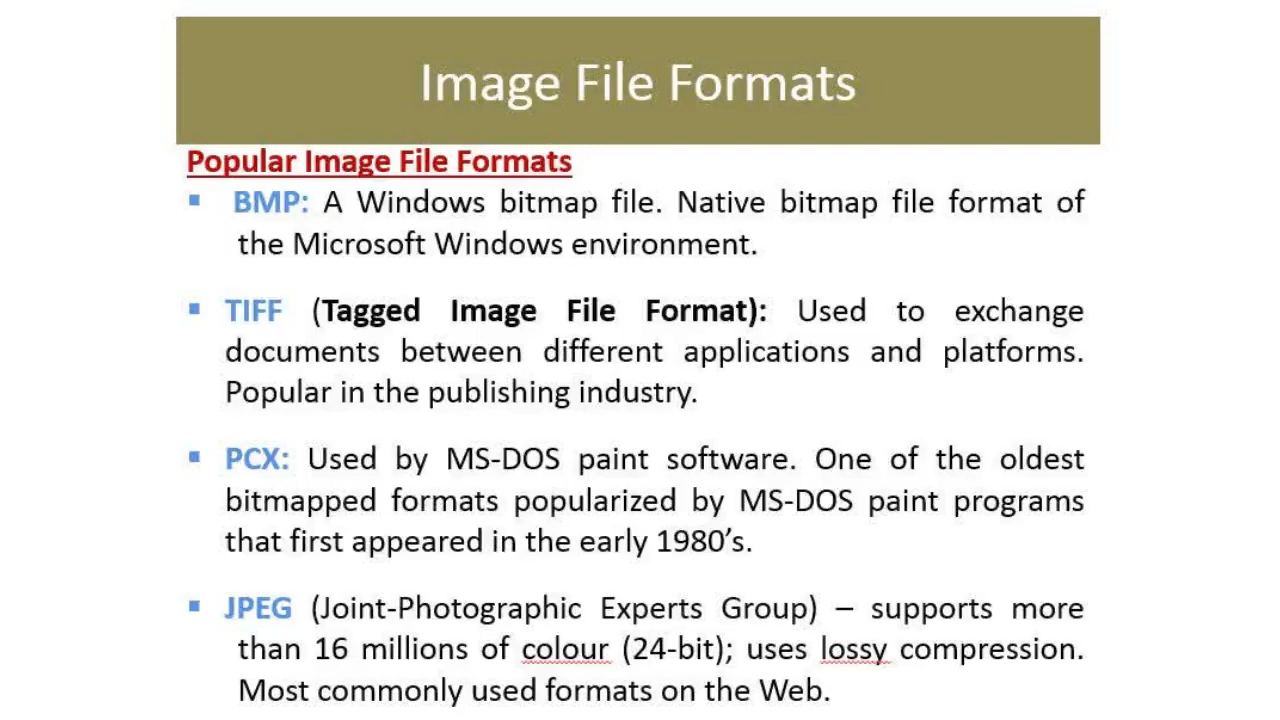 Image File Formats
Popular Image File Formats
▪ BMP: A Windows bitmap file. Native bitmap file format of
the Microsoft Windows environment.
▪ TIFF (Tagged Image File Format): Used to exchange
documents between different applications and platforms.
Popular in the publishing industry.
▪ PCX: Used by MS-DOS paint software. One of the oldest
bitmapped formats popularized by MS-DOS paint programs
that first appeared in the early 1980’s.
▪ JPEG (Joint-Photographic Experts Group) – supports more
than 16 millions of colour (24-bit); uses lossy compression.
Most commonly used formats on the Web.